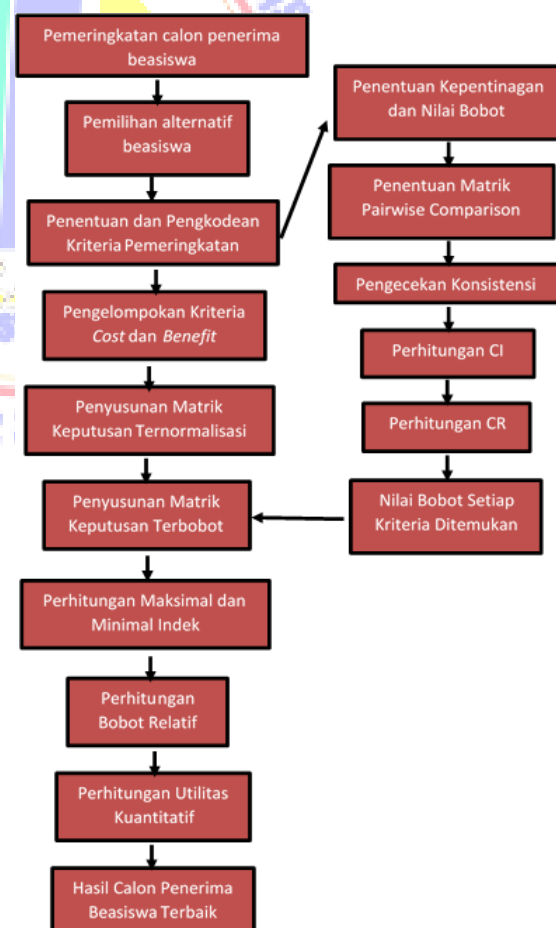 Pemeringkatan calon penerima
beasiswa
Pemilihan alternatif
beasiswa
Penentuan dan Pengkodean
Kriteria Pemeringkatan
Pengelompokan Kriteria
Cost dan Benefit
Penyusunan Matrik
Keputusan Ternormalisasi
Penyusunan Matrik
Keputusan Terbobot
Perhitungan Maksimal dan
Minimal Indek
Perhitungan
Bobot Relatif
Perhitungan Utilitas
Kuantitatif
Hasil Calon Penerima
Beasiswa Terbaik
Penentuan Kepentinagan
dan Nilai Bobot
Penentuan Matrik
Pairwise Comparison
Pengecekan Konsistensi
Perhitungan CI
Perhitungan CR
Nilai Bobot Setiap
Kriteria Ditemukan